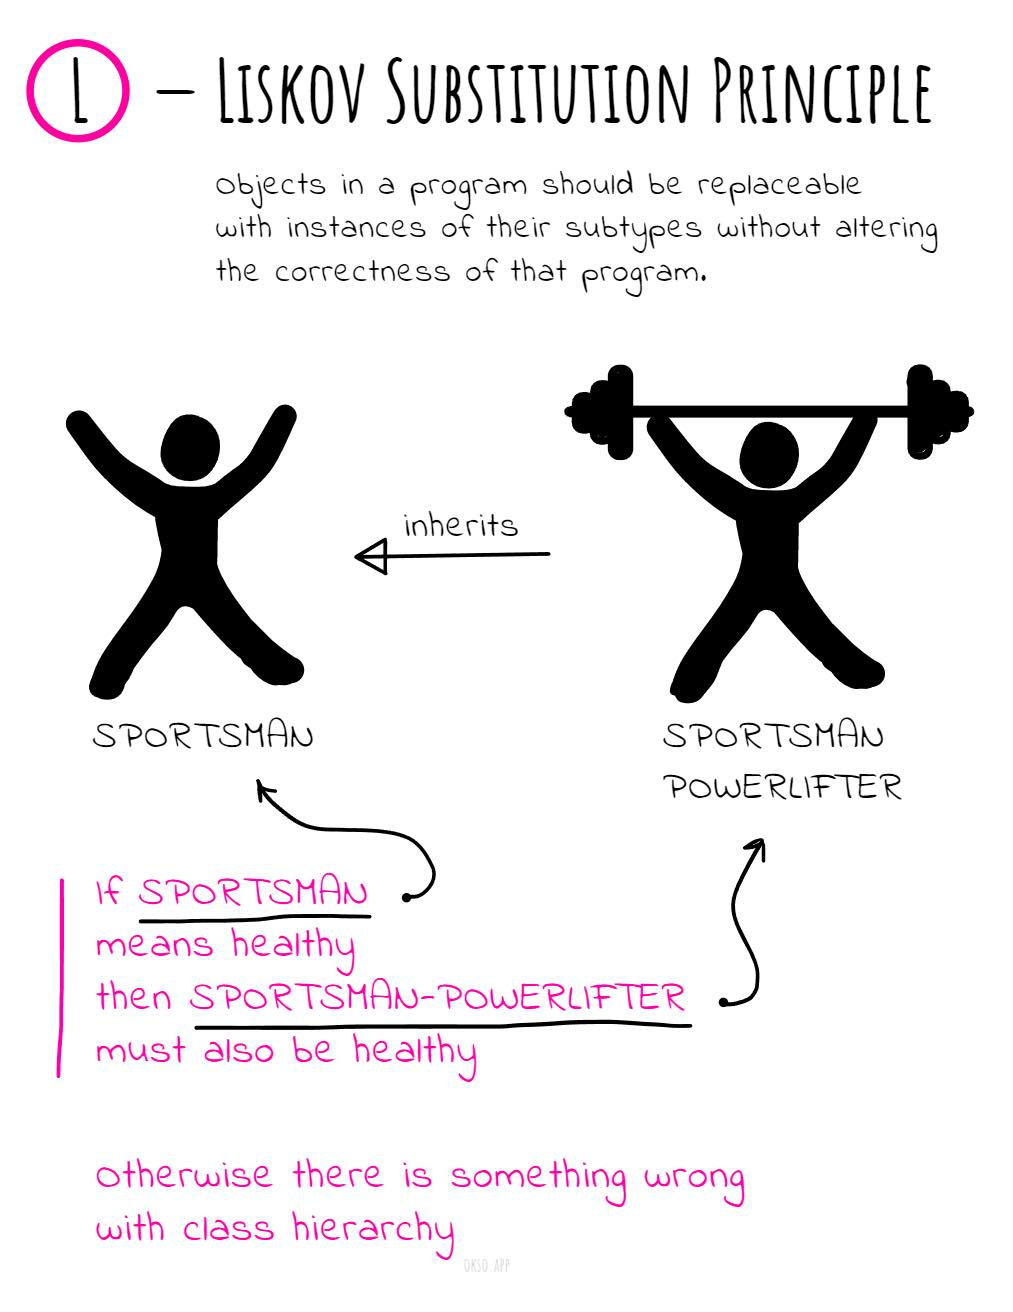 L – LISKOV SUBSTITUTION PRINCIPLE
Objects in a program should be replaceable
with instances of their subtypes without altering
the correctness of that program.
inherits
SPORTSMAN
SPORTSMAN
POWERLIFTER
If SPORTSMAN
means healthy
then SPORTSMAN-POWERLIFTER
must also be healthy
Otherwise there is something wrong
with class hierarchy
OKSO.APP